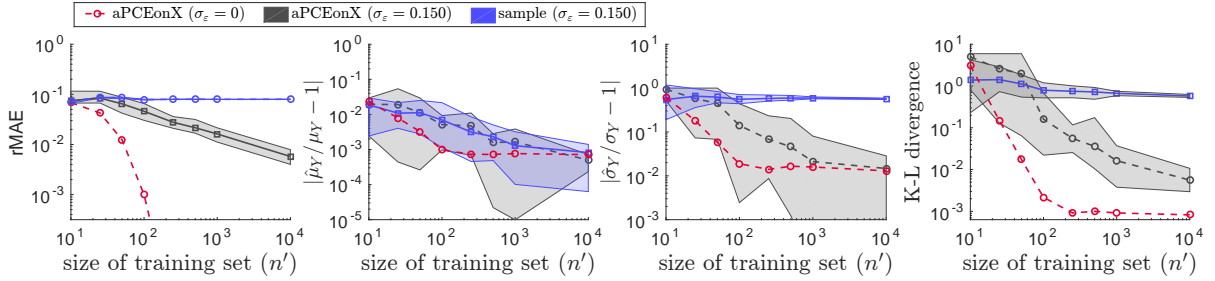 aPCEonX (σ_ε = 0) aPCEonX (σ_ε = 0.150) sample (σ_ε = 0.150)
rMAE
10^0
10^-1
10^-2
10^-3
10^1 10^2 10^3 10^4
size of training set (n′)
|μ̂_Y/μ_Y − 1|
10^0
10^-1
10^-2
10^-3
10^-4
10^-5
10^1 10^2 10^3 10^4
size of training set (n′)
|σ̂_Y/σ_Y − 1|
10^1
10^0
10^-1
10^-2
10^-3
10^1 10^2 10^3 10^4
size of training set (n′)
K-L divergence
10^1
10^0
10^-1
10^-2
10^-3
10^1 10^2 10^3 10^4
size of training set (n′)